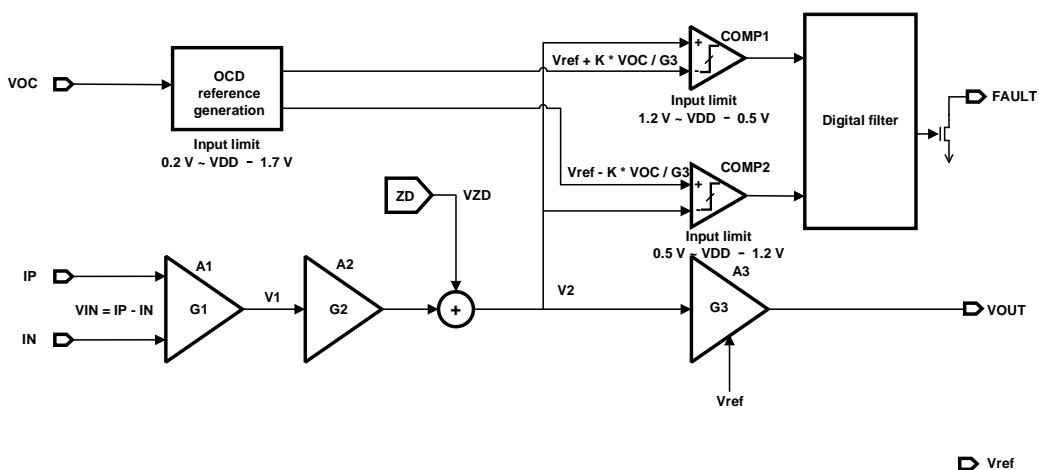 VOC
OCD
reference
generation
Input limit
0.2 V ~ VDD - 1.7 V
Vref + K * VOC / G3
+
-
COMP1
Input limit
1.2 V ~ VDD - 0.5 V
Digital filter
FAULT
Vref - K * VOC / G3
+
-
COMP2
Input limit
0.5 V ~ VDD - 1.2 V
ZD
VZD
IP
IN
VIN = IP - IN
A1
G1
V1
A2
G2
+
V2
A3
G3
VOUT
Vref
Vref